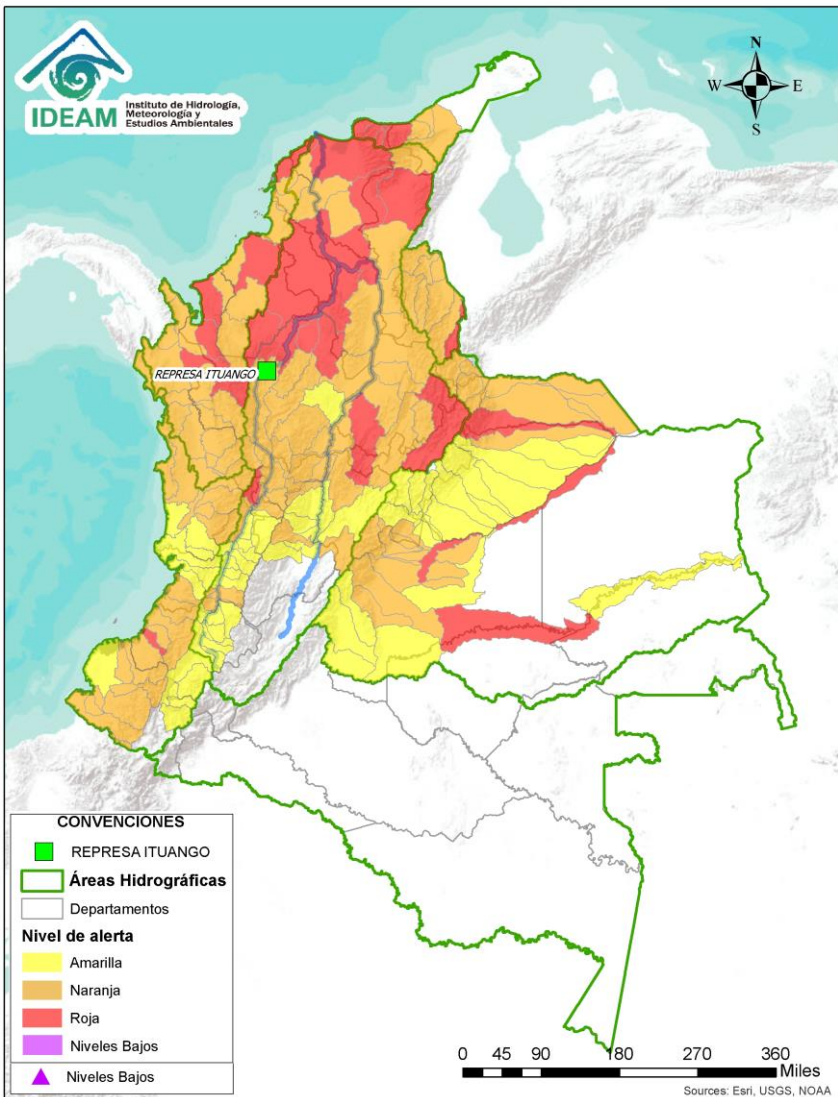 IDEAM
Instituto de Hidrología,
Meteorología y
Estudios Ambientales
N
W
E
S
REPRESA ITUANGO
CONVENCIONES
REPRESA ITUANGO
Áreas Hidrográficas
Departamentos
Nivel de alerta
Amarilla
Naranja
Roja
Niveles Bajos
Niveles Bajos
0 45 90 180 270 360
Miles
Sources: Esri, USGS, NOAA